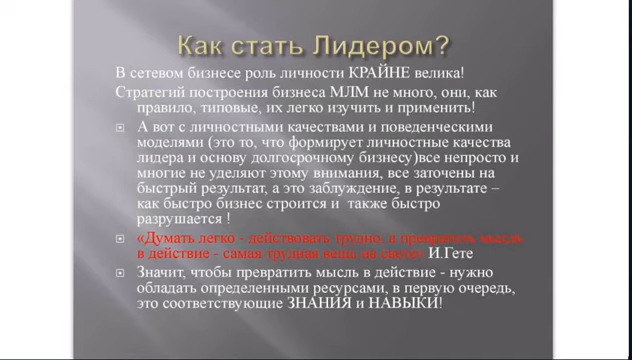 Как стать Лидером?
В сетевом бизнесе роль личности КРАЙНЕ велика!
Стратегий построения бизнеса МЛМ не много, они, как
правило, типовые, их легко изучить и применить!
А вот с личностными качествами и поведенческими
моделями (это то, что формирует личностные качества
лидера и основу долгосрочному бизнесу)все непросто и
многие не уделяют этому внимания, все заточены на
быстрый результат, а это заблуждение, в результате –
как быстро бизнес строится и также быстро
разрушается !
«Думать легко - действовать трудно, а превратить мысль
в действие - самая трудная вещь на свете» И.Гете
Значит, чтобы превратить мысль в действие - нужно
обладать определенными ресурсами, в первую очередь,
это соответствующие ЗНАНИЯ и НАВЫКИ!